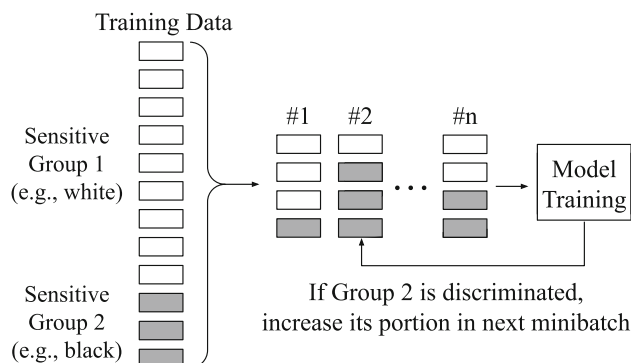 Training Data
Sensitive
Group 1
(e.g., white)
Sensitive
Group 2
(e.g., black)
#1
#2
#n
Model
Training
If Group 2 is discriminated,
increase its portion in next minibatch